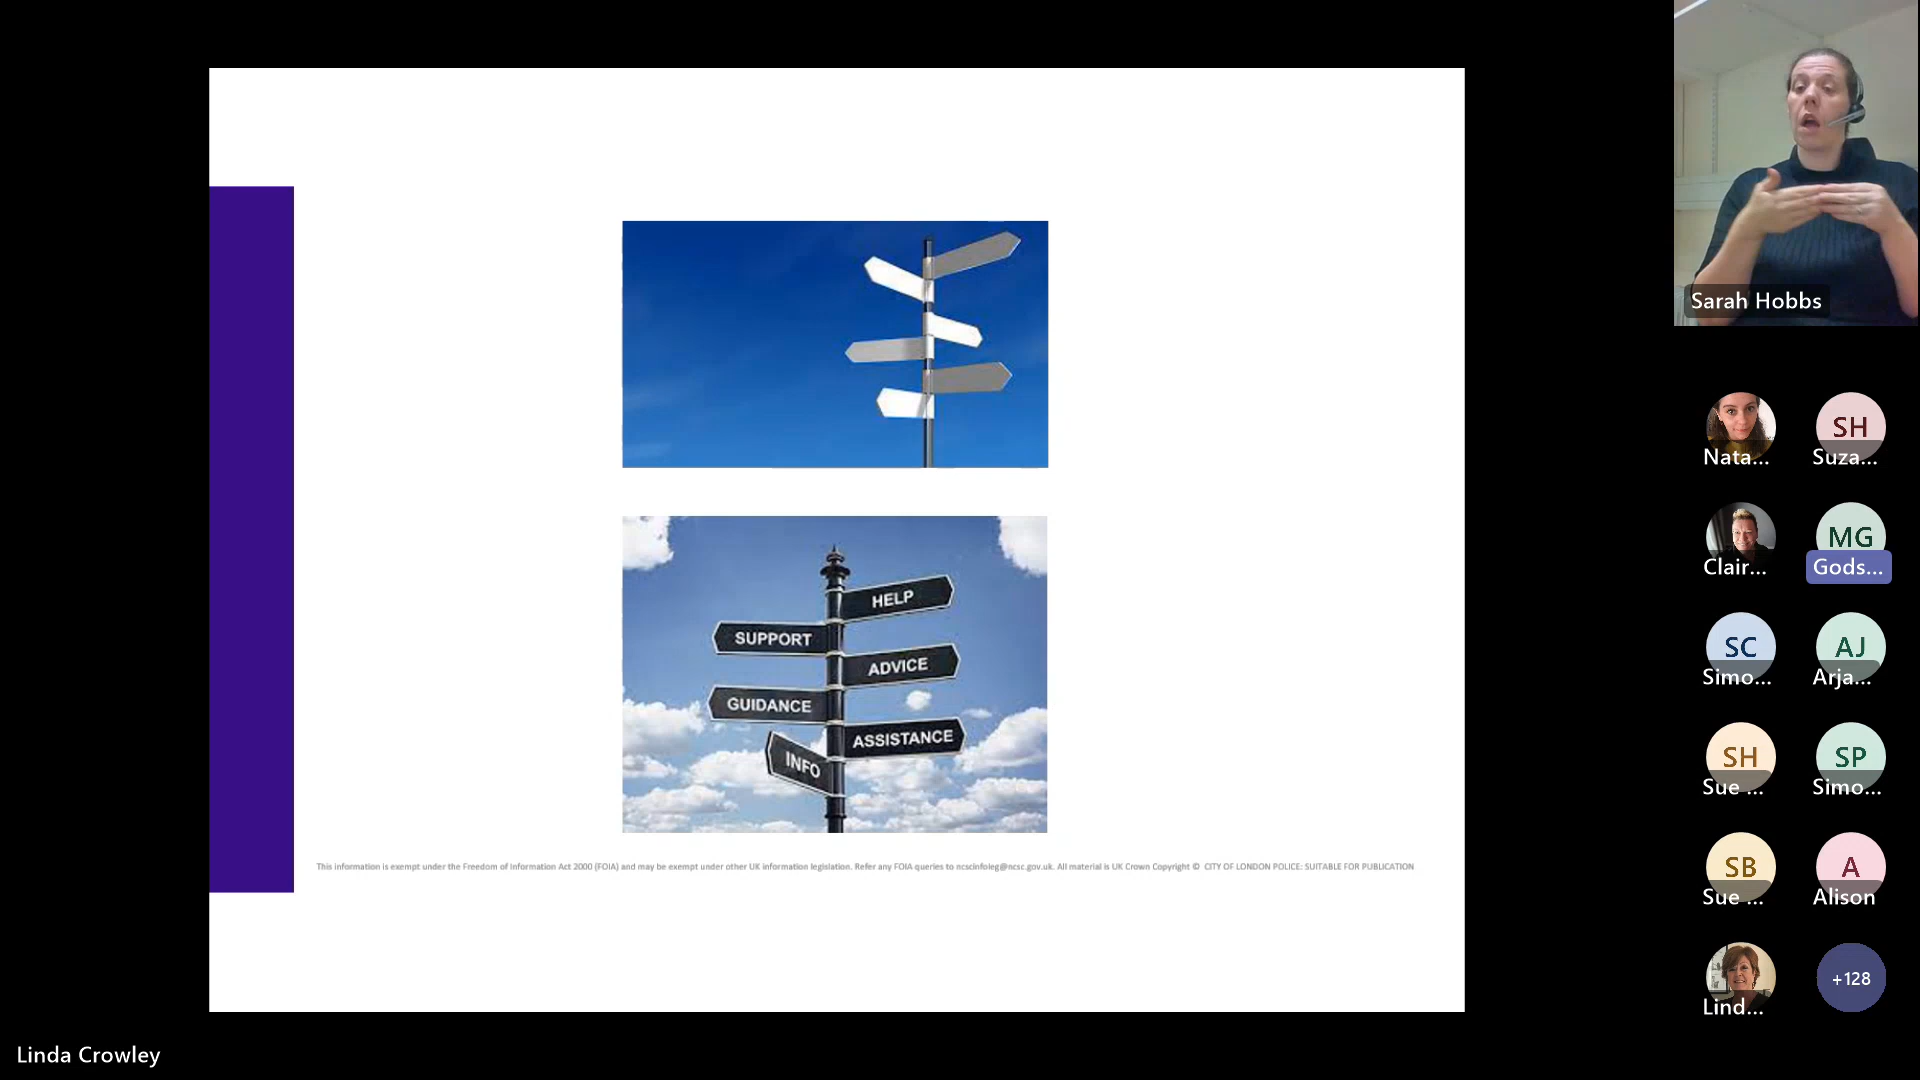 HELP
SUPPORT
ADVICE
GUIDANCE
ASSISTANCE
INFO
This information is exempt under the Freedom of Information Act 2000 (FOIA) and may be exempt under other UK information legislation. Refer any FOIA queries to ncscinfoleg@ncsc.gov.uk. All material is UK Crown Copyright © CITY OF LONDON POLICE: SUITABLE FOR PUBLICATION
Linda Crowley
Sarah Hobbs
SH
Nata...
Suza...
MG
Clair...
Gods...
SC
AJ
Simo...
Arja...
SH
SP
Sue ...
Simo...
SB
A
Sue ...
Alison
+128
Lind...